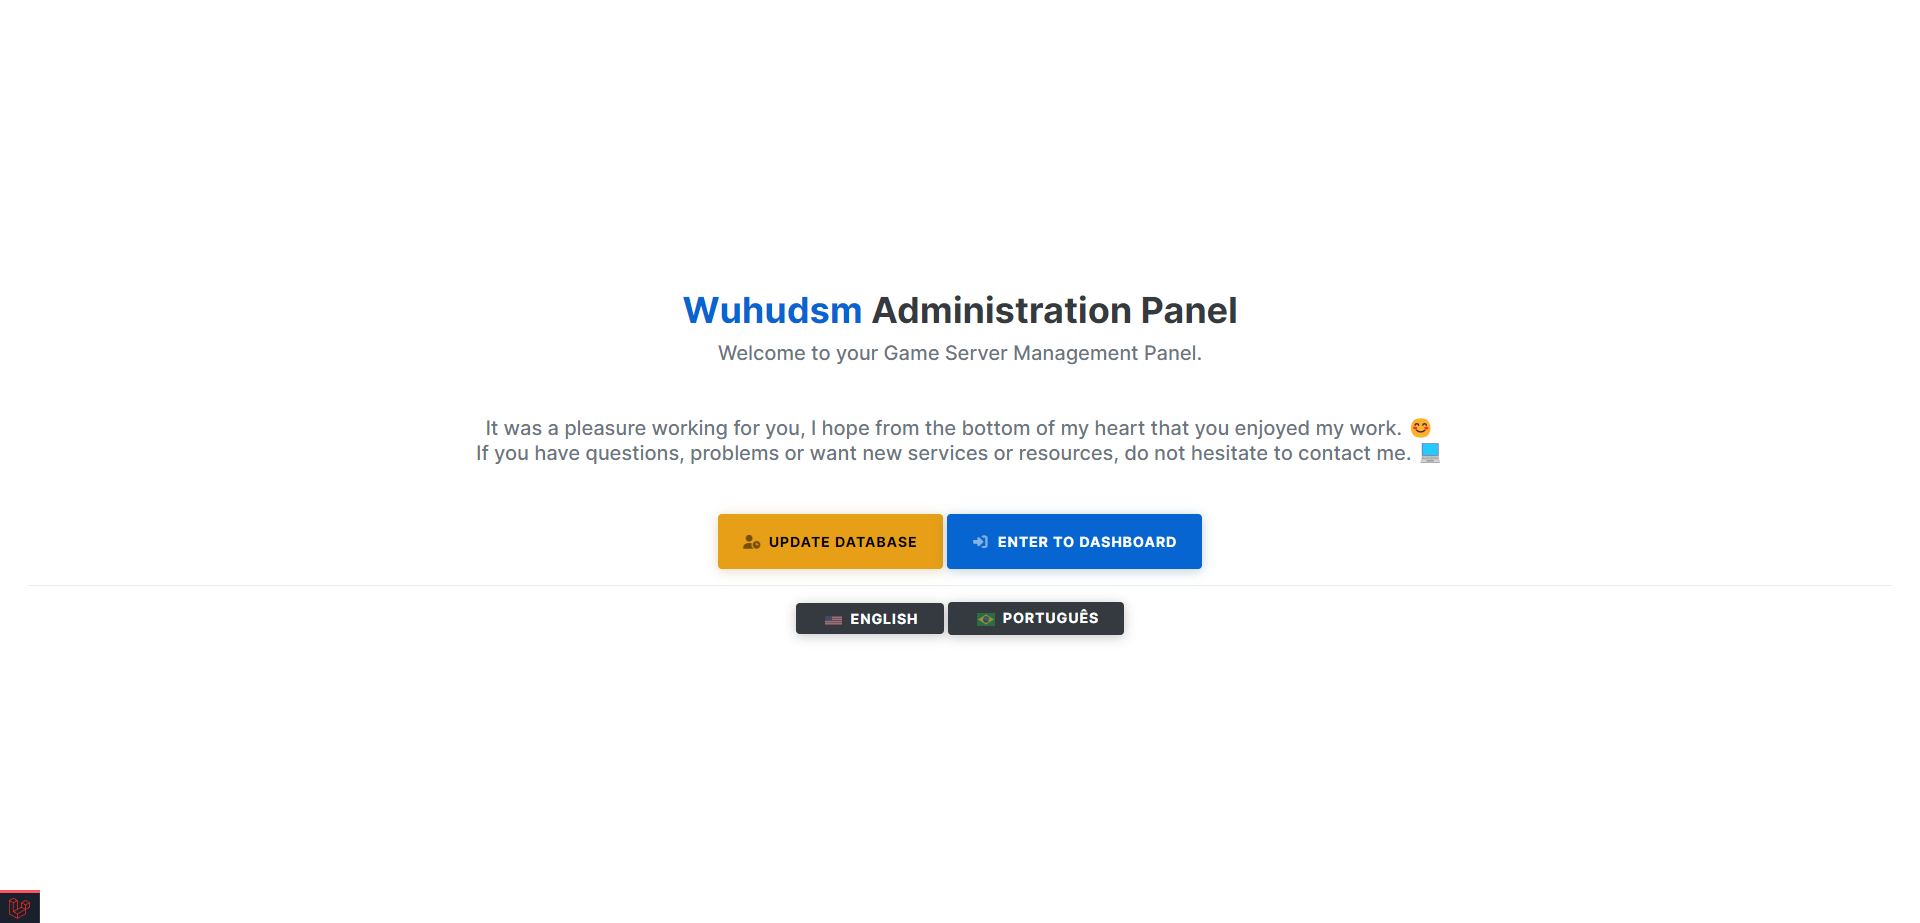 Wuhudsm Administration Panel
Welcome to your Game Server Management Panel.
It was a pleasure working for you, I hope from the bottom of my heart that you enjoyed my work. 😊
If you have questions, problems or want new services or resources, do not hesitate to contact me. 💻
UPDATE DATABASE
ENTER TO DASHBOARD
ENGLISH
PORTUGUÊS